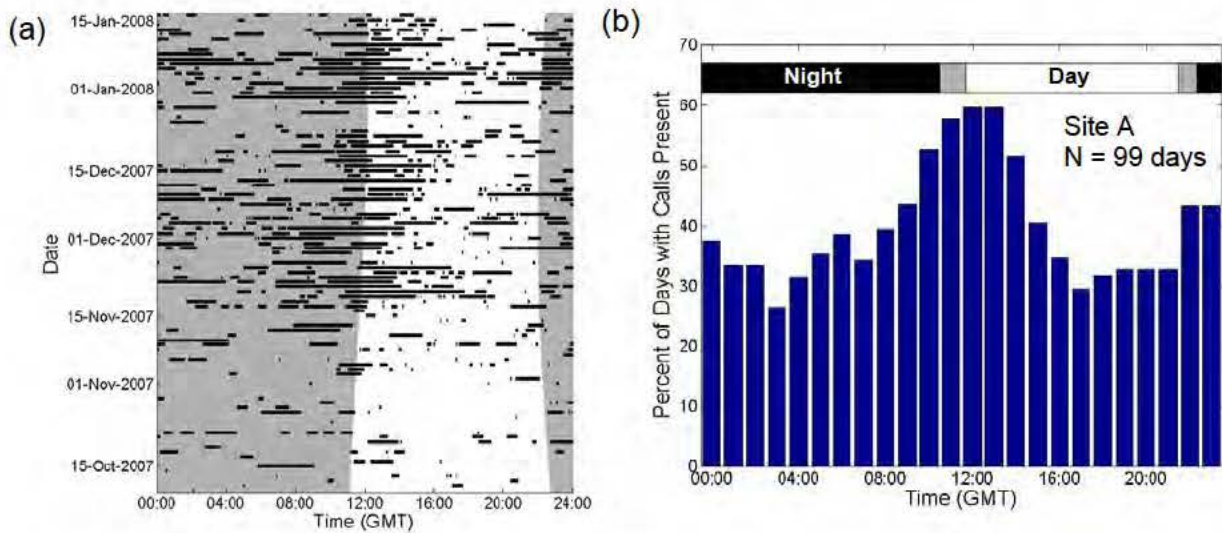 (a)
15-Jan-2008
01-Jan-2008
15-Dec-2007
01-Dec-2007
15-Nov-2007
01-Nov-2007
15-Oct-2007
Date
00:00 04:00 08:00 12:00 16:00 20:00 24:00
Time (GMT)
(b)
70
60
50
40
30
20
10
0
Percent of Days with Calls Present
Night Day
Site A
N = 99 days
00:00 04:00 08:00 12:00 16:00 20:00
Time (GMT)